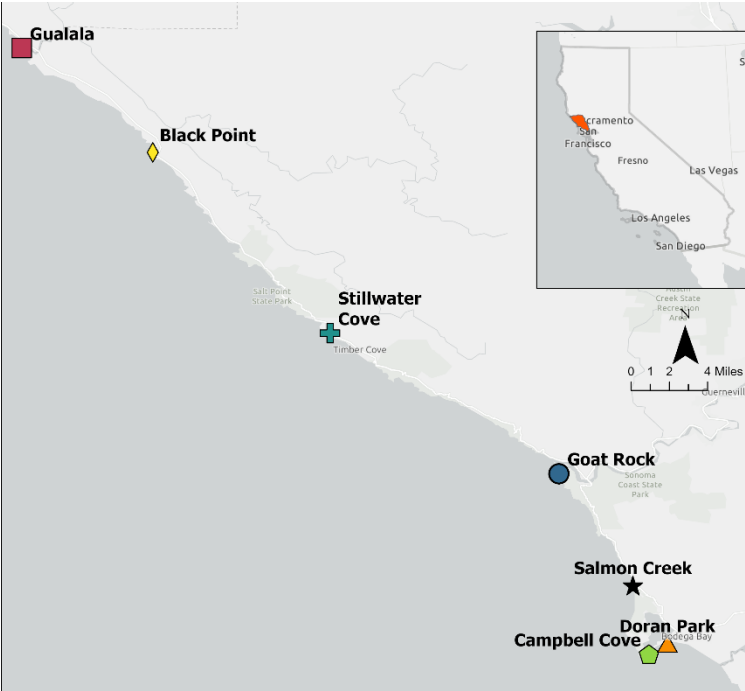 Gualala
Black Point
Salt Point
State Park
Stillwater
Cove
Timber Cove
Goat Rock
Sonoma
Coast State
Park
Salmon Creek
Doran Park
Bodega Bay
Campbell Cove
S
cramento
San
Francisco
Fresno
Las Vegas
Los Angeles
San Diego
Creek State
Recreation
Area
N
0 1 2 4 Miles
Guernevill